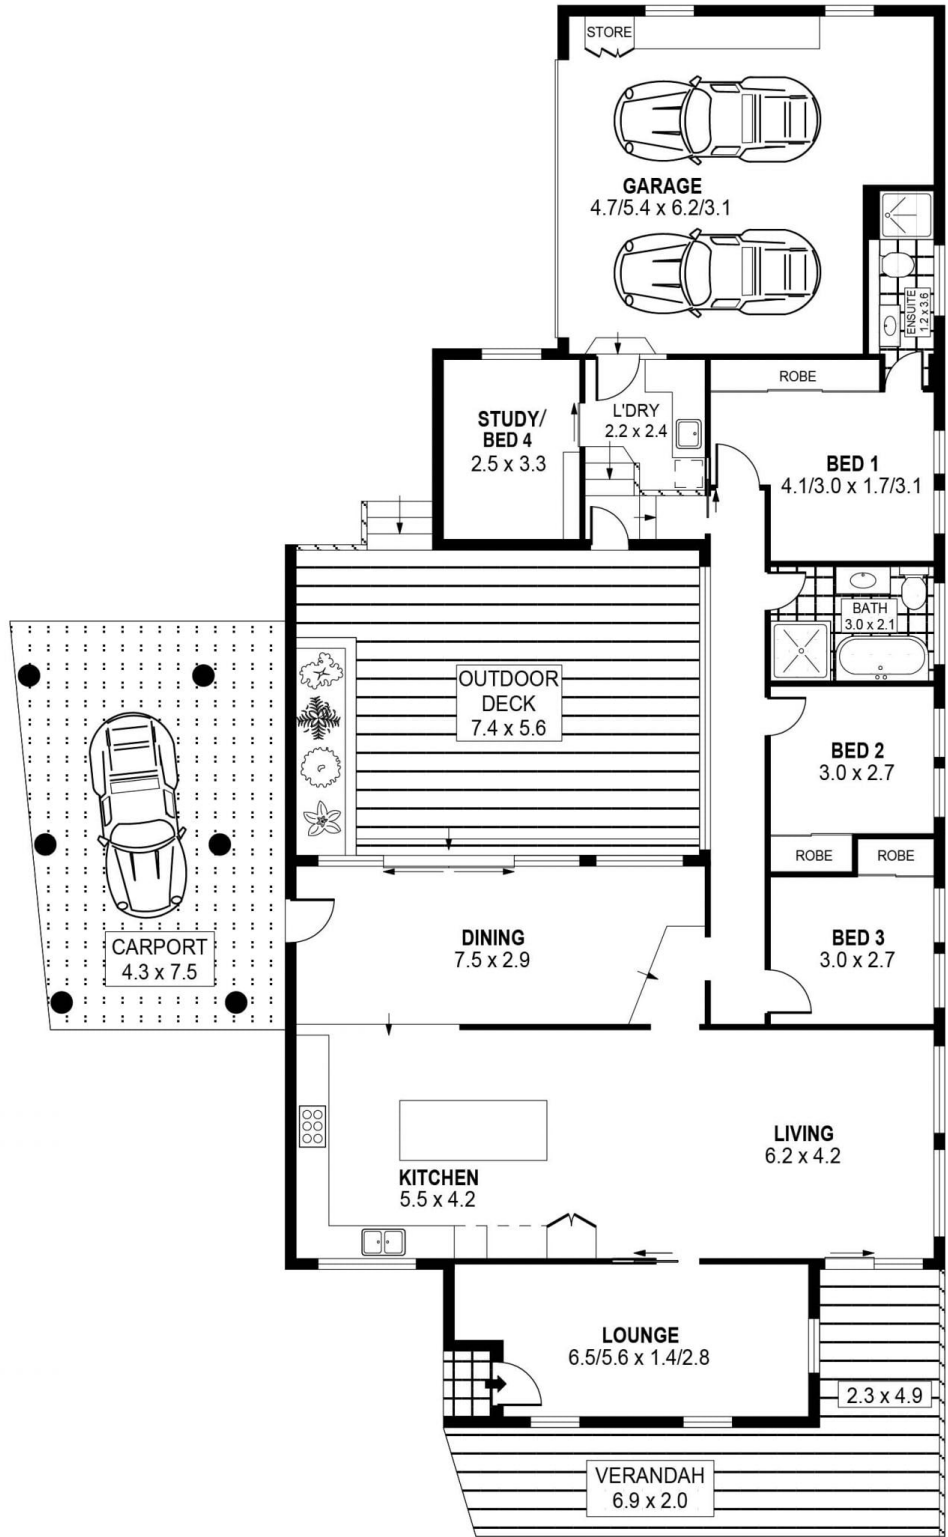 STORE
GARAGE
4.7/5.4 x 6.2/3.1
ENSUITE
1.2 x 3.6
ROBE
STUDY/
BED 4
2.5 x 3.3
L'DRY
2.2 x 2.4
BED 1
4.1/3.0 x 1.7/3.1
BATH
3.0 x 2.1
OUTDOOR
DECK
7.4 x 5.6
BED 2
3.0 x 2.7
ROBE
ROBE
CARPORT
4.3 x 7.5
DINING
7.5 x 2.9
BED 3
3.0 x 2.7
LIVING
6.2 x 4.2
KITCHEN
5.5 x 4.2
LOUNGE
6.5/5.6 x 1.4/2.8
2.3 x 4.9
VERANDAH
6.9 x 2.0